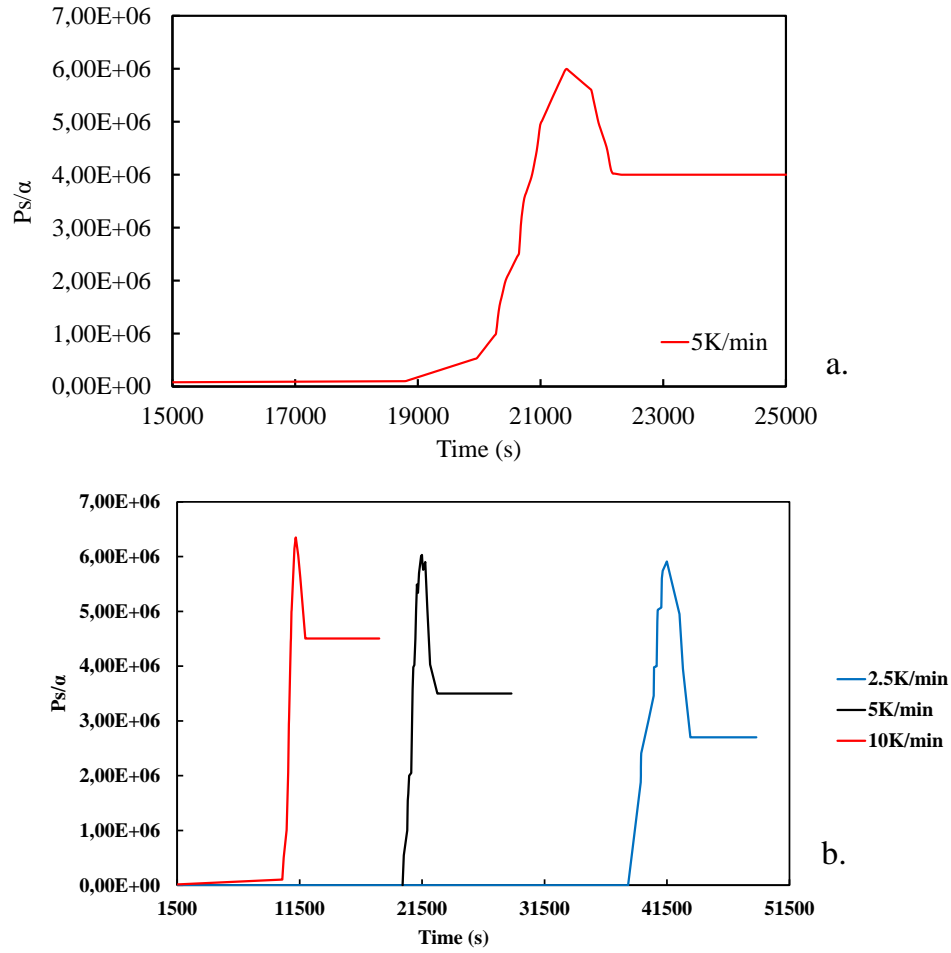 7,00E+06
6,00E+06
5,00E+06
4,00E+06
3,00E+06
2,00E+06
1,00E+06
0,00E+00
Ps/α
15000 17000 19000 21000 23000 25000
Time (s)
5K/min
a.
7,00E+06
6,00E+06
5,00E+06
4,00E+06
3,00E+06
2,00E+06
1,00E+06
0,00E+00
Ps/α
1500 11500 21500 31500 41500 51500
Time (s)
2.5K/min
5K/min
10K/min
b.